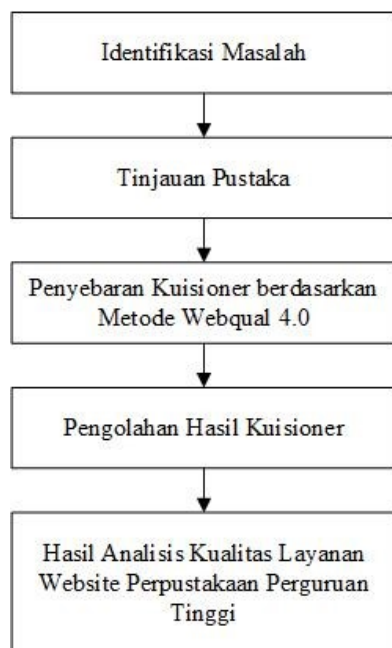 Identifikasi Masalah
Tinjauan Pustaka
Penyebaran Kuisioner berdasarkan
Metode Webqual 4.0
Pengolahan Hasil Kuisioner
Hasil Analisis Kualitas Layanan
Website Perpustakaan Perguruan
Tinggi